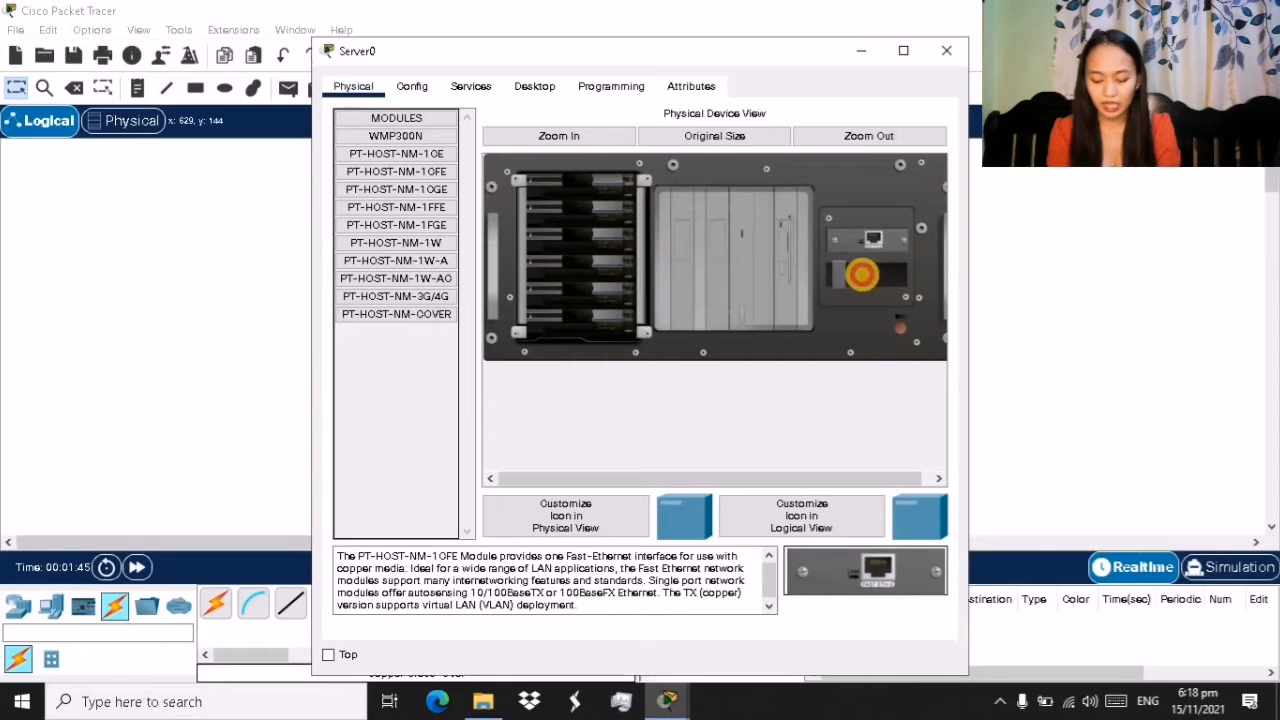 Cisco Packet Tracer
File Edit Options View Tools Extensions Window Help
Server0
Physical Config Services Desktop Programming Attributes
Logical Physical x: 629, y: 144
MODULES
WMP300N
PT-HOST-NM-1CE
PT-HOST-NM-1CFE
PT-HOST-NM-1CGE
PT-HOST-NM-1FFE
PT-HOST-NM-1FGE
PT-HOST-NM-1W
PT-HOST-NM-1W-A
PT-HOST-NM-1W-AC
PT-HOST-NM-3G/4G
PT-HOST-NM-COVER
Physical Device View
Zoom In Original Size Zoom Out
Customize
Icon in
Physical View
Customize
Icon in
Logical View
The PT-HOST-NM-1CFE Module provides one Fast-Ethernet interface for use with
copper media. Ideal for a wide range of LAN applications, the Fast Ethernet network
modules support many internetworking features and standards. Single port network
modules offer autosensing 10/100BaseTX or 100BaseFX Ethernet. The TX (copper)
version supports virtual LAN (VLAN) deployment.
FAST ETH0
Top
Time: 00:01:45
Realtime Simulation
stination Type Color Time(sec) Periodic Num Edit
Type here to search
ENG
6:18 pm
15/11/2021